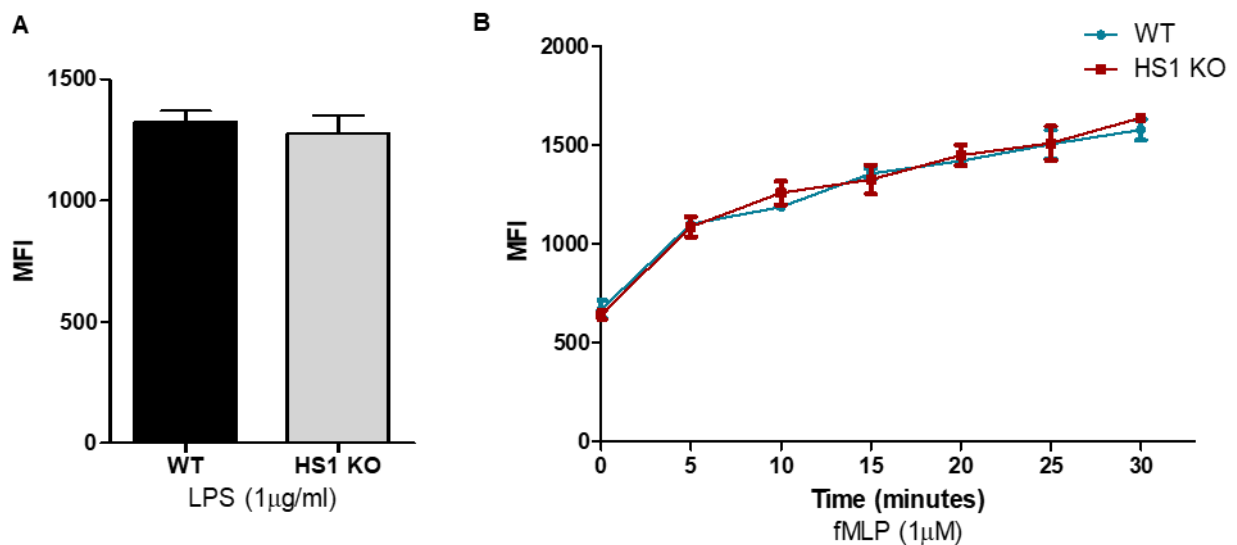 A
MFI
1500
1000
500
0
WT
HS1 KO
LPS (1μg/ml)
B
WT
HS1 KO
MFI
2000
1500
1000
500
0
0 5 10 15 20 25 30
Time (minutes)
fMLP (1μM)